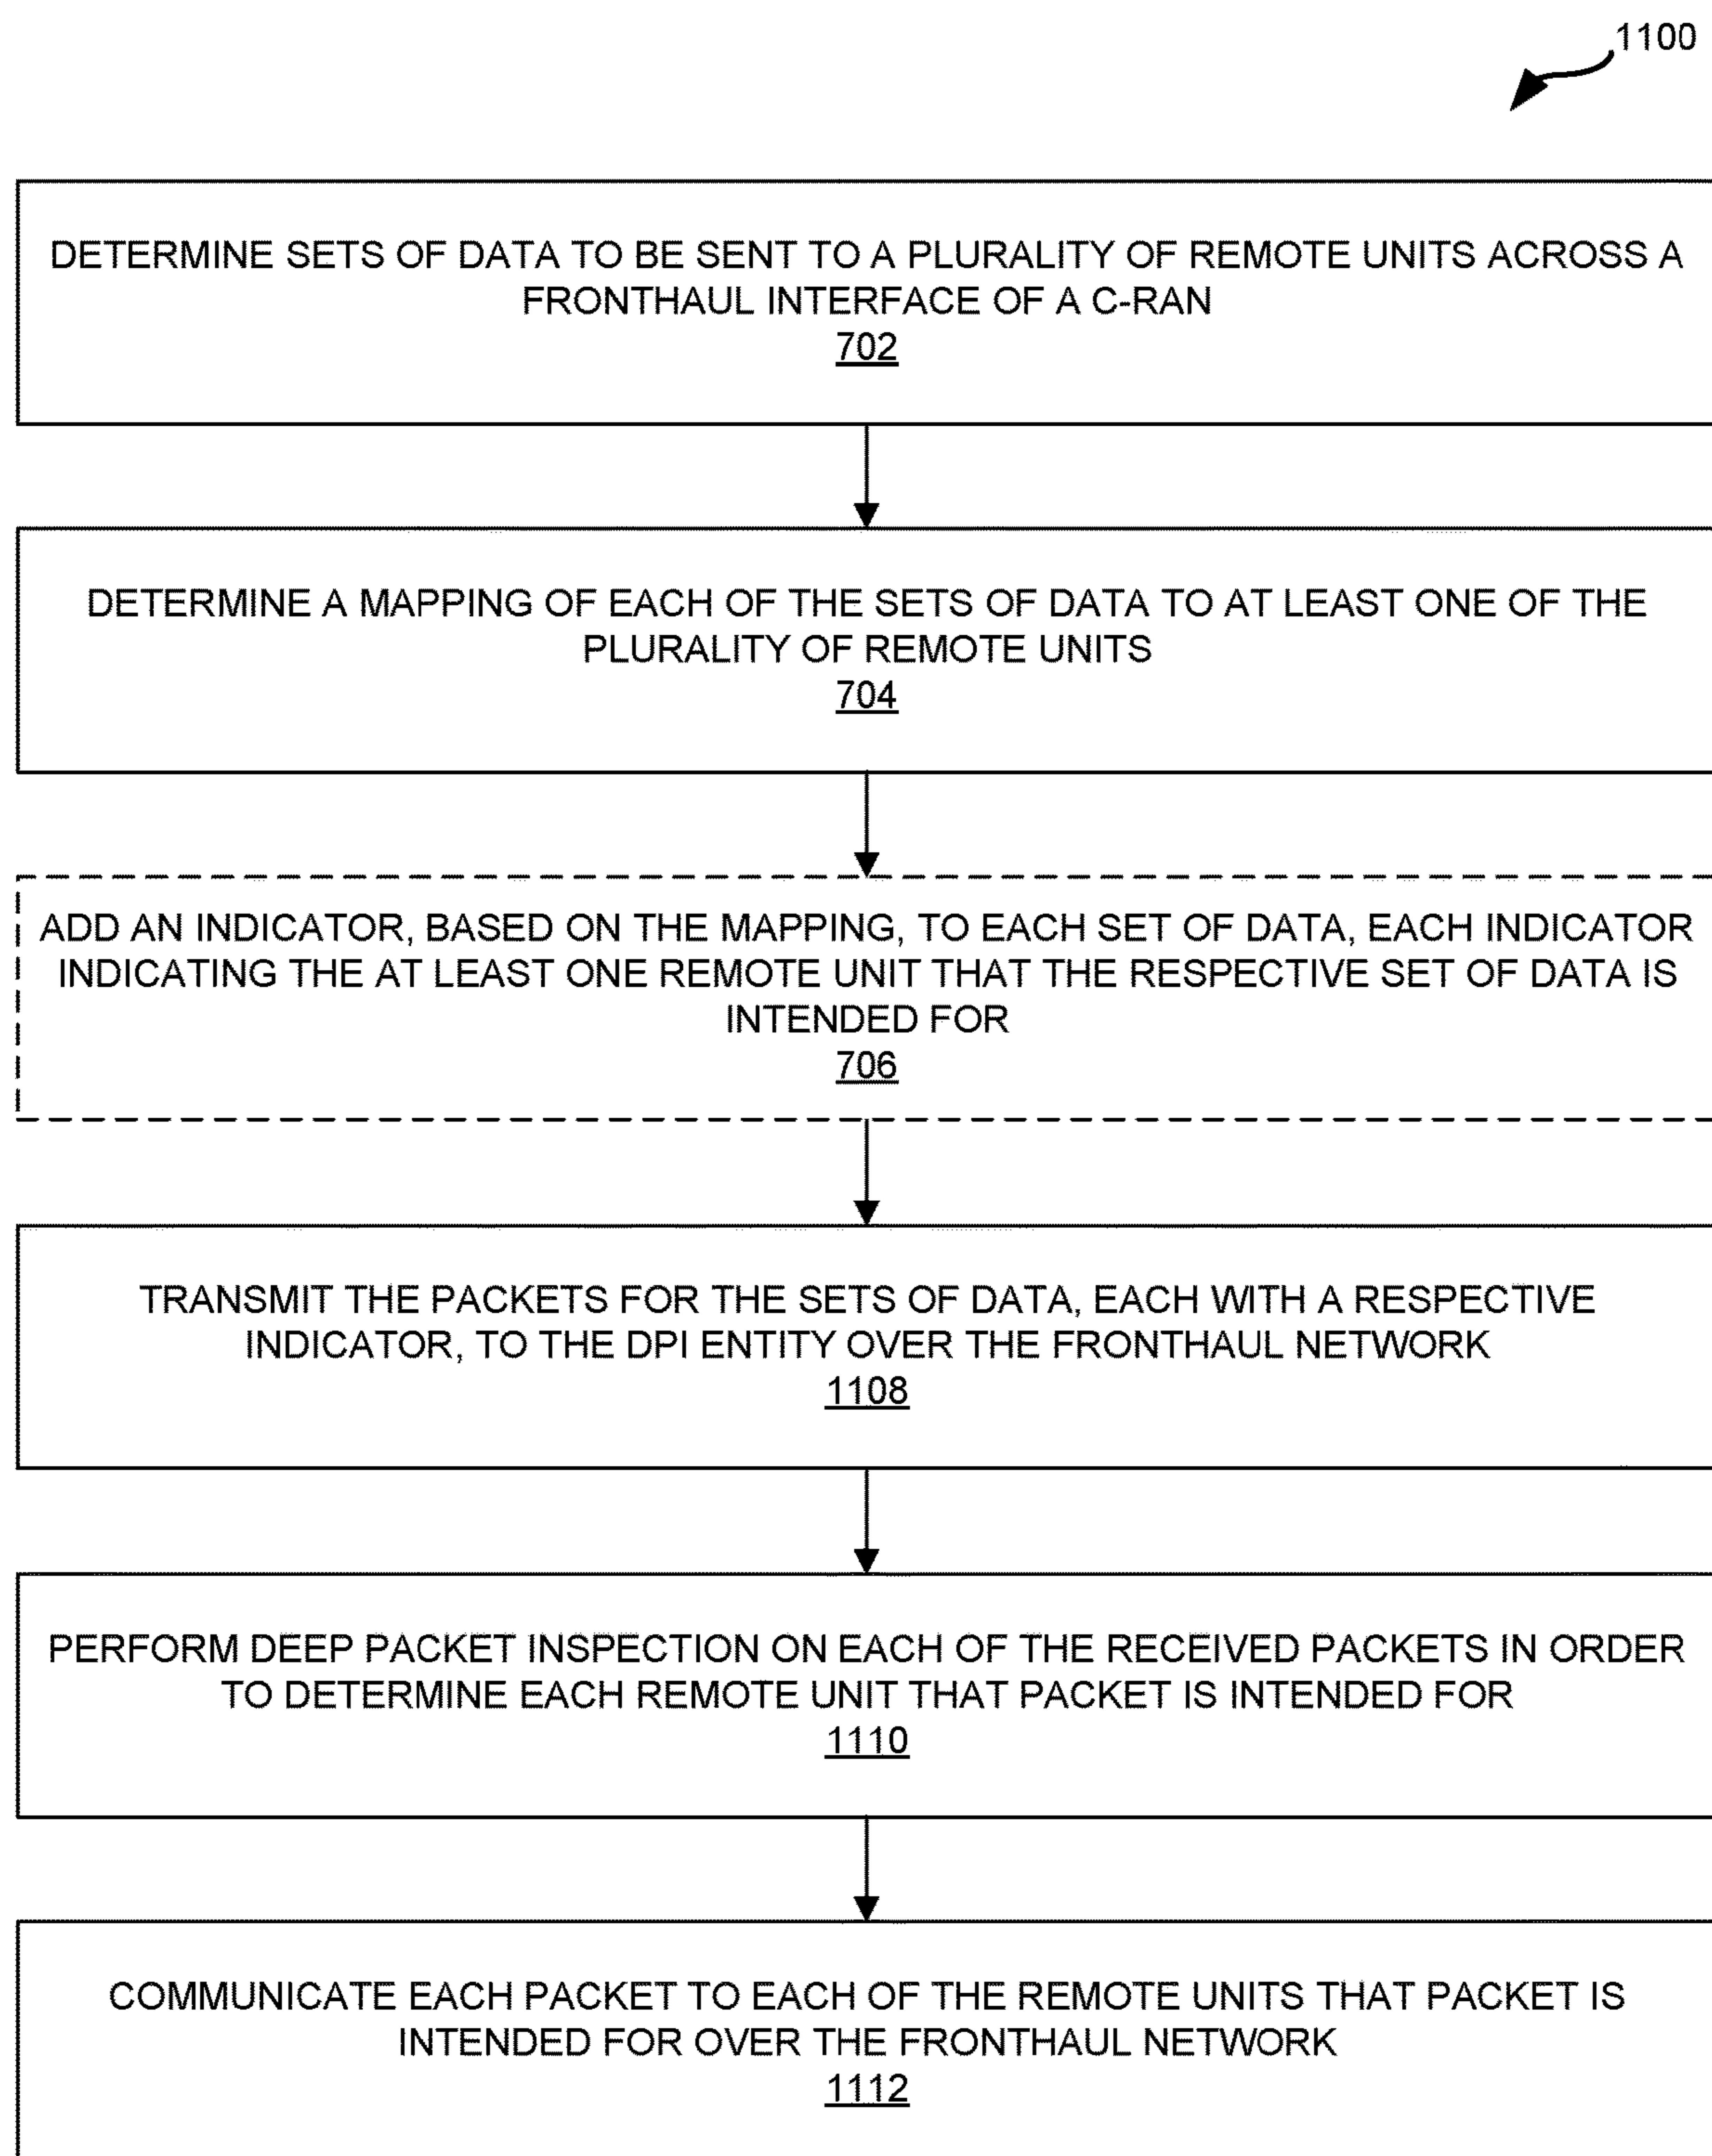 1100
DETERMINE SETS OF DATA TO BE SENT TO A PLURALITY OF REMOTE UNITS ACROSS A
FRONTHAUL INTERFACE OF A C-RAN
702
DETERMINE A MAPPING OF EACH OF THE SETS OF DATA TO AT LEAST ONE OF THE
PLURALITY OF REMOTE UNITS
704
ADD AN INDICATOR, BASED ON THE MAPPING, TO EACH SET OF DATA, EACH INDICATOR
INDICATING THE AT LEAST ONE REMOTE UNIT THAT THE RESPECTIVE SET OF DATA IS
INTENDED FOR
706
TRANSMIT THE PACKETS FOR THE SETS OF DATA, EACH WITH A RESPECTIVE
INDICATOR, TO THE DPI ENTITY OVER THE FRONTHAUL NETWORK
1108
PERFORM DEEP PACKET INSPECTION ON EACH OF THE RECEIVED PACKETS IN ORDER
TO DETERMINE EACH REMOTE UNIT THAT PACKET IS INTENDED FOR
1110
COMMUNICATE EACH PACKET TO EACH OF THE REMOTE UNITS THAT PACKET IS
INTENDED FOR OVER THE FRONTHAUL NETWORK
1112